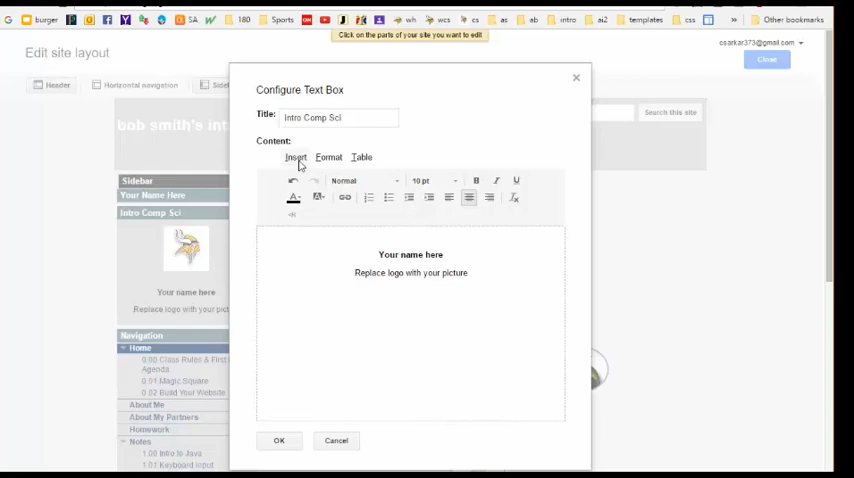 burger
SA
180
Sports
wh
wcs
cs
as
ab
intro
ai2
templates
css
»
Other bookmarks
Click on the parts of your site you want to edit
Edit site layout
csarkar373@gmail.com
Close
Header
Horizontal navigation
bob smith's int
Search this site
Configure Text Box
Title:
Intro Comp Sci
Content:
Insert Format Table
Normal 10 pt B I U
Your name here
Replace logo with your picture
OK Cancel
Sidebar
Your Name Here
Intro Comp Sci
Your name here
Replace logo with your pict
Navigation
Home
0.00 Class Rules & First
Agenda
0.01 Magic Square
0.02 Build Your Website
About Me
About My Partners
Homework
Notes
1.00 Intro to Java
1.01 Keyboard Input